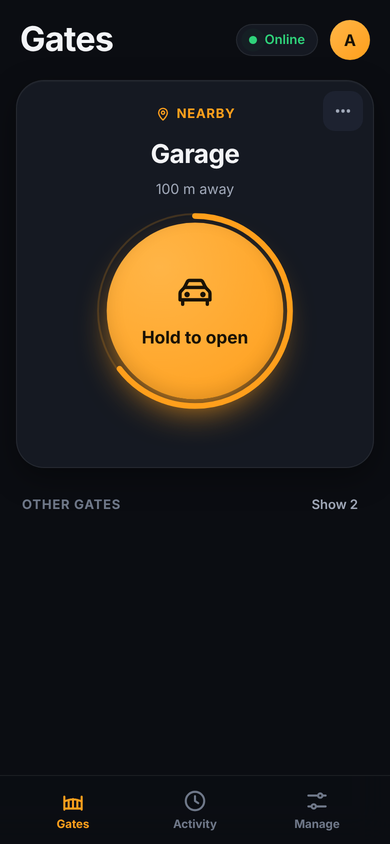 Gates
Online
A
NEARBY
Garage
100 m away
Hold to open
OTHER GATES
Show 2
Gates
Activity
Manage